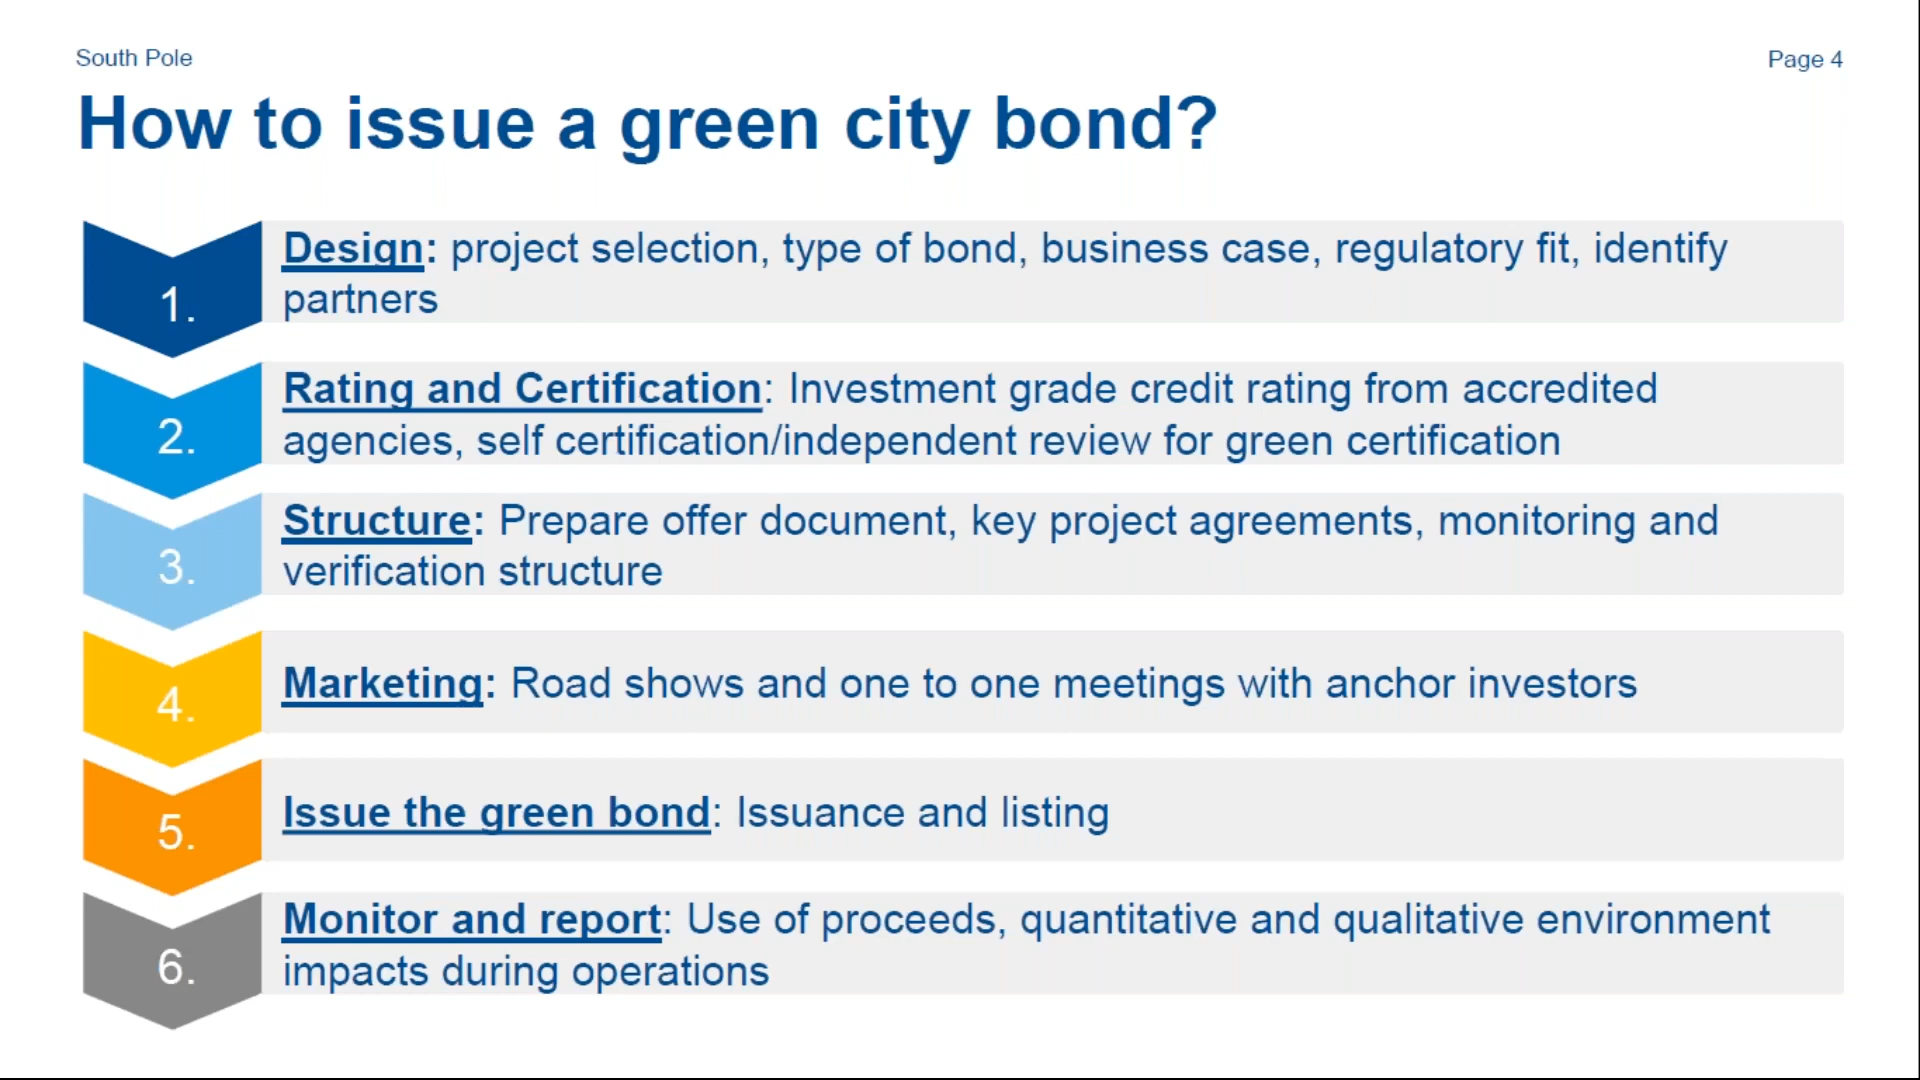 South Pole
Page 4
How to issue a green city bond?
1.
Design: project selection, type of bond, business case, regulatory fit, identify
partners
2.
Rating and Certification: Investment grade credit rating from accredited
agencies, self certification/independent review for green certification
3.
Structure: Prepare offer document, key project agreements, monitoring and
verification structure
4.
Marketing: Road shows and one to one meetings with anchor investors
5.
Issue the green bond: Issuance and listing
6.
Monitor and report: Use of proceeds, quantitative and qualitative environment
impacts during operations